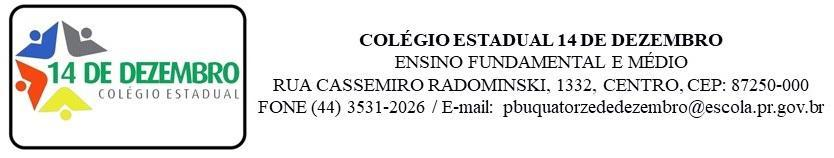 14 DE DEZEMBRO
COLÉGIO ESTADUAL
COLÉGIO ESTADUAL 14 DE DEZEMBRO
ENSINO FUNDAMENTAL E MÉDIO
RUA CASSEMIRO RADOMINSKI, 1332, CENTRO, CEP: 87250-000
FONE (44) 3531-2026 / E-mail: pbuquatorzededezembro@escola.pr.gov.br